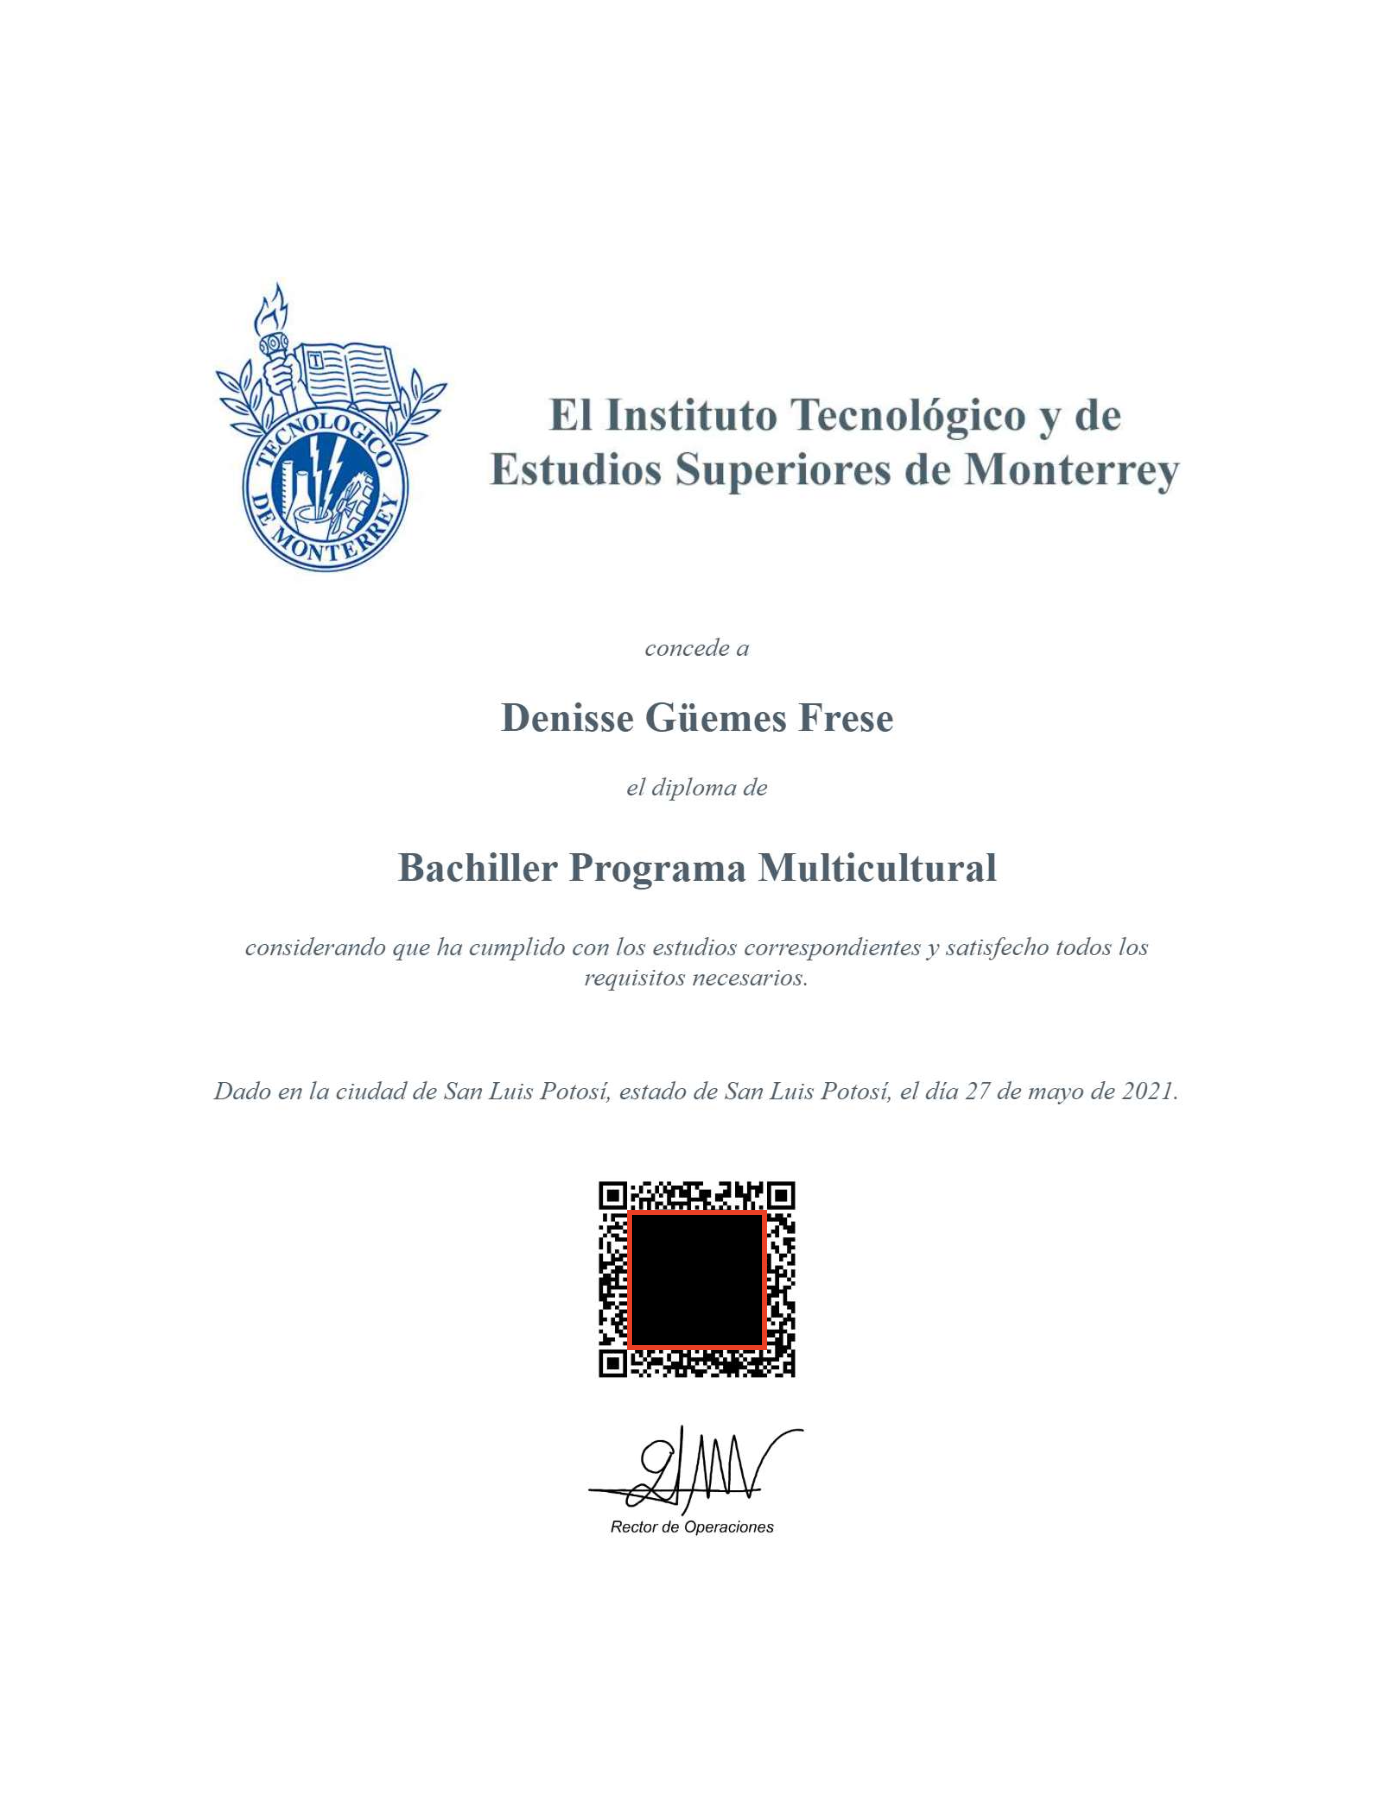 TECNOLOGICO
DE MONTERREY
T
El Instituto Tecnológico y de
Estudios Superiores de Monterrey
concede a
Denisse Güemes Frese
el diploma de
Bachiller Programa Multicultural
considerando que ha cumplido con los estudios correspondientes y satisfecho todos los
requisitos necesarios.
Dado en la ciudad de San Luis Potosí, estado de San Luis Potosí, el día 27 de mayo de 2021.
Rector de Operaciones